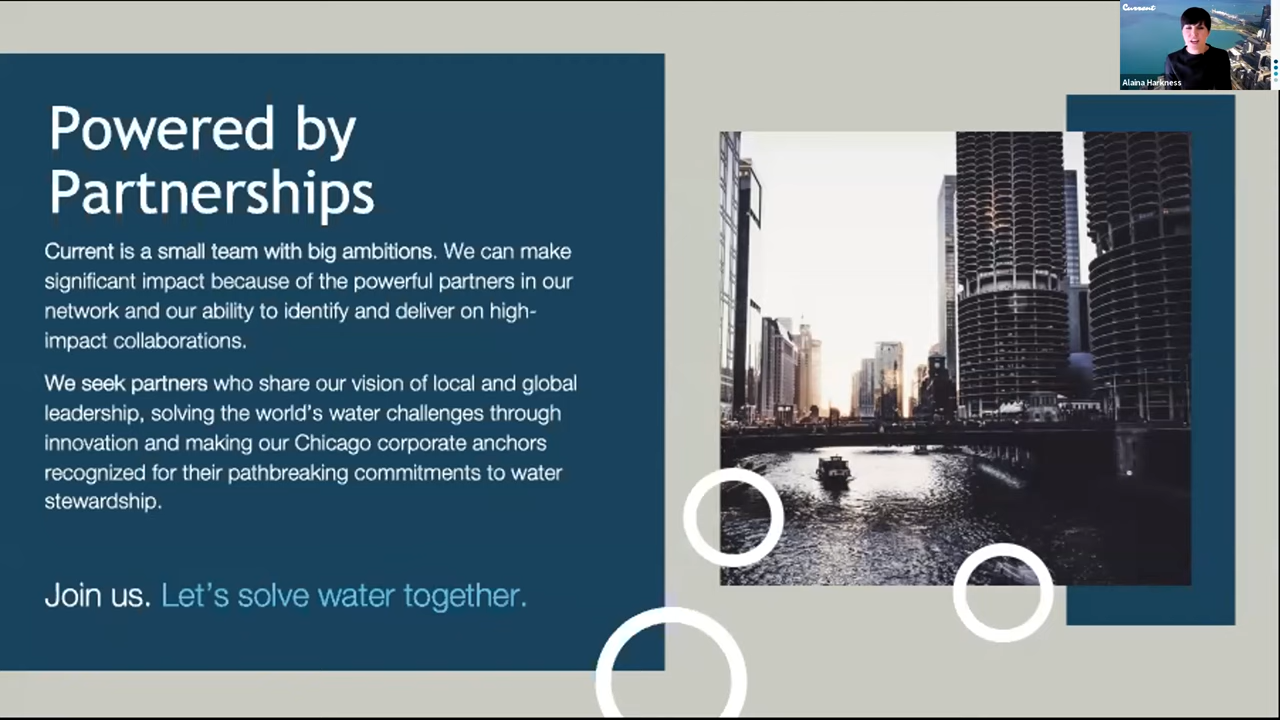 Current
Alaina Harkness
Powered by
Partnerships
Current is a small team with big ambitions. We can make
significant impact because of the powerful partners in our
network and our ability to identify and deliver on high-
impact collaborations.
We seek partners who share our vision of local and global
leadership, solving the world's water challenges through
innovation and making our Chicago corporate anchors
recognized for their pathbreaking commitments to water
stewardship.
Join us. Let's solve water together.